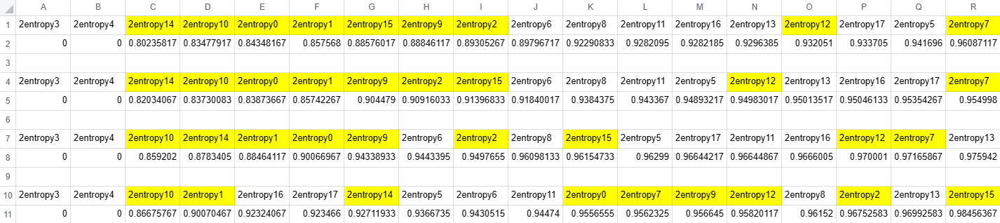 A B C D E F G H I J K L M N O P Q R
1 2entropy3 2entropy4 2entropy14 2entropy10 2entropy0 2entropy1 2entropy15 2entropy9 2entropy2 2entropy6 2entropy8 2entropy11 2entropy16 2entropy13 2entropy12 2entropy17 2entropy5 2entropy7
2 0 0 0.80235817 0.83477917 0.84348167 0.857568 0.88576017 0.88846117 0.89305267 0.89796717 0.92290833 0.9282095 0.9282185 0.9296385 0.932051 0.933705 0.941696 0.96087117
3
4 2entropy3 2entropy4 2entropy14 2entropy10 2entropy0 2entropy1 2entropy9 2entropy2 2entropy15 2entropy6 2entropy8 2entropy11 2entropy5 2entropy12 2entropy13 2entropy16 2entropy17 2entropy7
5 0 0 0.82034067 0.83730083 0.83873667 0.85742267 0.904479 0.90916033 0.91396833 0.91840017 0.9384375 0.943367 0.94893217 0.94983017 0.95013517 0.95046133 0.95354267 0.954998
6
7 2entropy3 2entropy4 2entropy10 2entropy14 2entropy1 2entropy0 2entropy9 2entropy6 2entropy2 2entropy8 2entropy15 2entropy5 2entropy17 2entropy11 2entropy16 2entropy12 2entropy7 2entropy13
8 0 0 0.859202 0.8783405 0.88464117 0.90066967 0.94338933 0.9443395 0.9497655 0.96098133 0.96154733 0.96299 0.96644217 0.96644867 0.9666005 0.970001 0.97165867 0.975942
9
10 2entropy3 2entropy4 2entropy10 2entropy1 2entropy16 2entropy17 2entropy14 2entropy5 2entropy6 2entropy11 2entropy0 2entropy7 2entropy9 2entropy12 2entropy8 2entropy2 2entropy13 2entropy15
11 0 0 0.86675767 0.90070467 0.92324067 0.923466 0.92711933 0.9366735 0.9430515 0.94474 0.9556555 0.9562325 0.956645 0.95820117 0.96152 0.96752583 0.96992583 0.98456367